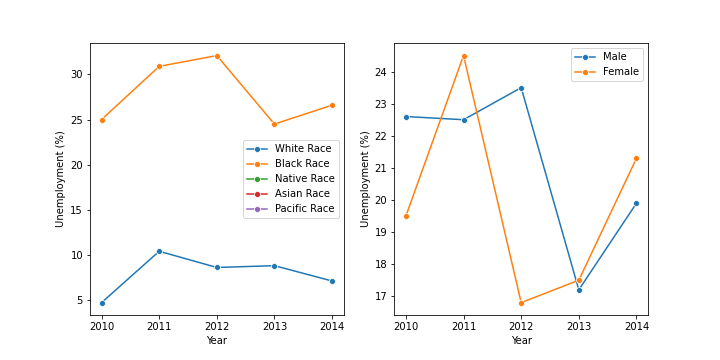 30
25
20
15
10
5
Unemployment (%)
White Race
Black Race
Native Race
Asian Race
Pacific Race
2010 2011 2012 2013 2014
Year
24
23
22
21
20
19
18
17
Unemployment (%)
Male
Female
2010 2011 2012 2013 2014
Year